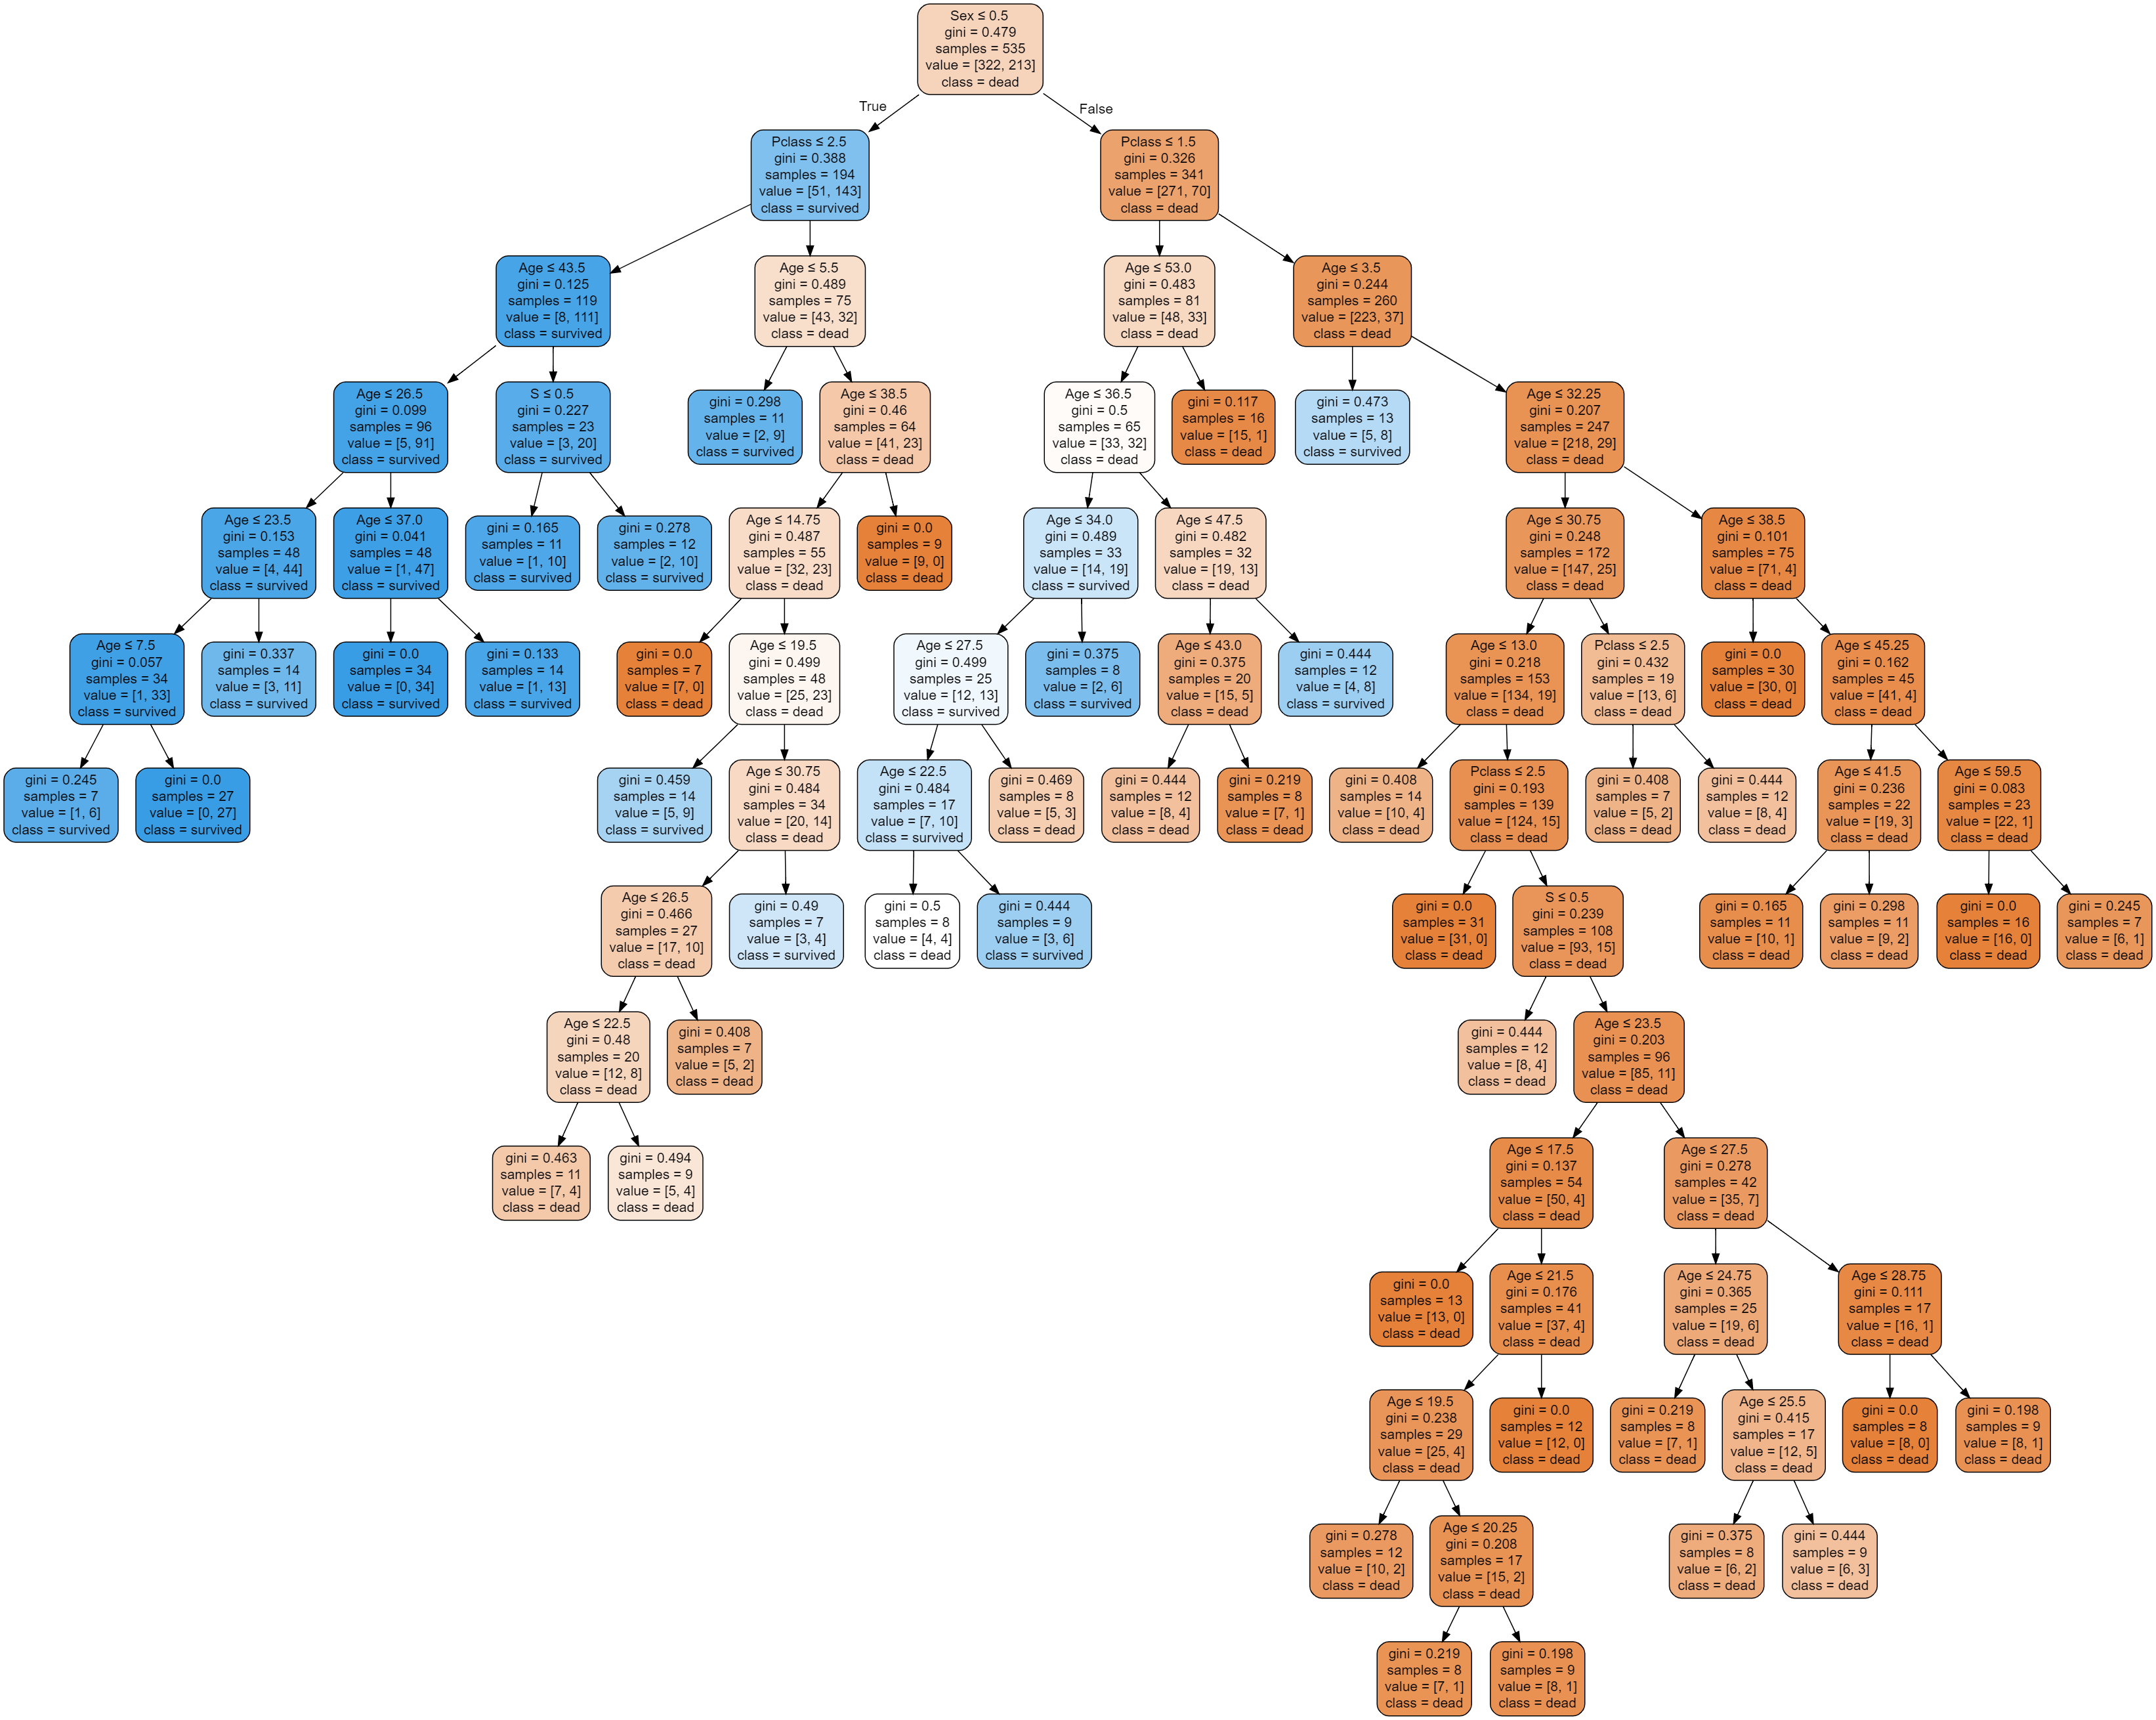 Sex ≤ 0.5
gini = 0.479
samples = 535
value = [322, 213]
class = dead
True
False
Pclass ≤ 2.5
gini = 0.388
samples = 194
value = [51, 143]
class = survived
Pclass ≤ 1.5
gini = 0.326
samples = 341
value = [271, 70]
class = dead
Age ≤ 43.5
gini = 0.125
samples = 119
value = [8, 111]
class = survived
Age ≤ 5.5
gini = 0.489
samples = 75
value = [43, 32]
class = dead
Age ≤ 53.0
gini = 0.483
samples = 81
value = [48, 33]
class = dead
Age ≤ 3.5
gini = 0.244
samples = 260
value = [223, 37]
class = dead
Age ≤ 26.5
gini = 0.099
samples = 96
value = [5, 91]
class = survived
S ≤ 0.5
gini = 0.227
samples = 23
value = [3, 20]
class = survived
gini = 0.298
samples = 11
value = [2, 9]
class = survived
Age ≤ 38.5
gini = 0.46
samples = 64
value = [41, 23]
class = dead
Age ≤ 36.5
gini = 0.5
samples = 65
value = [33, 32]
class = dead
gini = 0.117
samples = 16
value = [15, 1]
class = dead
gini = 0.473
samples = 13
value = [5, 8]
class = survived
Age ≤ 32.25
gini = 0.207
samples = 247
value = [218, 29]
class = dead
Age ≤ 23.5
gini = 0.153
samples = 48
value = [4, 44]
class = survived
Age ≤ 37.0
gini = 0.041
samples = 48
value = [1, 47]
class = survived
gini = 0.165
samples = 11
value = [1, 10]
class = survived
gini = 0.278
samples = 12
value = [2, 10]
class = survived
Age ≤ 14.75
gini = 0.487
samples = 55
value = [32, 23]
class = dead
gini = 0.0
samples = 9
value = [9, 0]
class = dead
Age ≤ 34.0
gini = 0.489
samples = 33
value = [14, 19]
class = survived
Age ≤ 47.5
gini = 0.482
samples = 32
value = [19, 13]
class = dead
Age ≤ 30.75
gini = 0.248
samples = 172
value = [147, 25]
class = dead
Age ≤ 38.5
gini = 0.101
samples = 75
value = [71, 4]
class = dead
Age ≤ 7.5
gini = 0.057
samples = 34
value = [1, 33]
class = survived
gini = 0.337
samples = 14
value = [3, 11]
class = survived
gini = 0.0
samples = 34
value = [0, 34]
class = survived
gini = 0.133
samples = 14
value = [1, 13]
class = survived
gini = 0.0
samples = 7
value = [7, 0]
class = dead
Age ≤ 19.5
gini = 0.499
samples = 48
value = [25, 23]
class = dead
Age ≤ 27.5
gini = 0.499
samples = 25
value = [12, 13]
class = survived
gini = 0.375
samples = 8
value = [2, 6]
class = survived
Age ≤ 43.0
gini = 0.375
samples = 20
value = [15, 5]
class = dead
gini = 0.444
samples = 12
value = [4, 8]
class = survived
Age ≤ 13.0
gini = 0.218
samples = 153
value = [134, 19]
class = dead
Pclass ≤ 2.5
gini = 0.432
samples = 19
value = [13, 6]
class = dead
gini = 0.0
samples = 30
value = [30, 0]
class = dead
Age ≤ 45.25
gini = 0.162
samples = 45
value = [41, 4]
class = dead
gini = 0.245
samples = 7
value = [1, 6]
class = survived
gini = 0.0
samples = 27
value = [0, 27]
class = survived
gini = 0.459
samples = 14
value = [5, 9]
class = survived
Age ≤ 30.75
gini = 0.484
samples = 34
value = [20, 14]
class = dead
Age ≤ 22.5
gini = 0.484
samples = 17
value = [7, 10]
class = survived
gini = 0.469
samples = 8
value = [5, 3]
class = dead
gini = 0.444
samples = 12
value = [8, 4]
class = dead
gini = 0.219
samples = 8
value = [7, 1]
class = dead
gini = 0.408
samples = 14
value = [10, 4]
class = dead
Pclass ≤ 2.5
gini = 0.193
samples = 139
value = [124, 15]
class = dead
gini = 0.408
samples = 7
value = [5, 2]
class = dead
gini = 0.444
samples = 12
value = [8, 4]
class = dead
Age ≤ 41.5
gini = 0.236
samples = 22
value = [19, 3]
class = dead
Age ≤ 59.5
gini = 0.083
samples = 23
value = [22, 1]
class = dead
Age ≤ 26.5
gini = 0.466
samples = 27
value = [17, 10]
class = dead
gini = 0.49
samples = 7
value = [3, 4]
class = survived
gini = 0.5
samples = 8
value = [4, 4]
class = dead
gini = 0.444
samples = 9
value = [3, 6]
class = survived
gini = 0.0
samples = 31
value = [31, 0]
class = dead
S ≤ 0.5
gini = 0.239
samples = 108
value = [93, 15]
class = dead
gini = 0.165
samples = 11
value = [10, 1]
class = dead
gini = 0.298
samples = 11
value = [9, 2]
class = dead
gini = 0.0
samples = 16
value = [16, 0]
class = dead
gini = 0.245
samples = 7
value = [6, 1]
class = dead
Age ≤ 22.5
gini = 0.48
samples = 20
value = [12, 8]
class = dead
gini = 0.408
samples = 7
value = [5, 2]
class = dead
gini = 0.444
samples = 12
value = [8, 4]
class = dead
Age ≤ 23.5
gini = 0.203
samples = 96
value = [85, 11]
class = dead
gini = 0.463
samples = 11
value = [7, 4]
class = dead
gini = 0.494
samples = 9
value = [5, 4]
class = dead
Age ≤ 17.5
gini = 0.137
samples = 54
value = [50, 4]
class = dead
Age ≤ 27.5
gini = 0.278
samples = 42
value = [35, 7]
class = dead
gini = 0.0
samples = 13
value = [13, 0]
class = dead
Age ≤ 21.5
gini = 0.176
samples = 41
value = [37, 4]
class = dead
Age ≤ 24.75
gini = 0.365
samples = 25
value = [19, 6]
class = dead
Age ≤ 28.75
gini = 0.111
samples = 17
value = [16, 1]
class = dead
Age ≤ 19.5
gini = 0.238
samples = 29
value = [25, 4]
class = dead
gini = 0.0
samples = 12
value = [12, 0]
class = dead
gini = 0.219
samples = 8
value = [7, 1]
class = dead
Age ≤ 25.5
gini = 0.415
samples = 17
value = [12, 5]
class = dead
gini = 0.0
samples = 8
value = [8, 0]
class = dead
gini = 0.198
samples = 9
value = [8, 1]
class = dead
gini = 0.278
samples = 12
value = [10, 2]
class = dead
Age ≤ 20.25
gini = 0.208
samples = 17
value = [15, 2]
class = dead
gini = 0.375
samples = 8
value = [6, 2]
class = dead
gini = 0.444
samples = 9
value = [6, 3]
class = dead
gini = 0.219
samples = 8
value = [7, 1]
class = dead
gini = 0.198
samples = 9
value = [8, 1]
class = dead